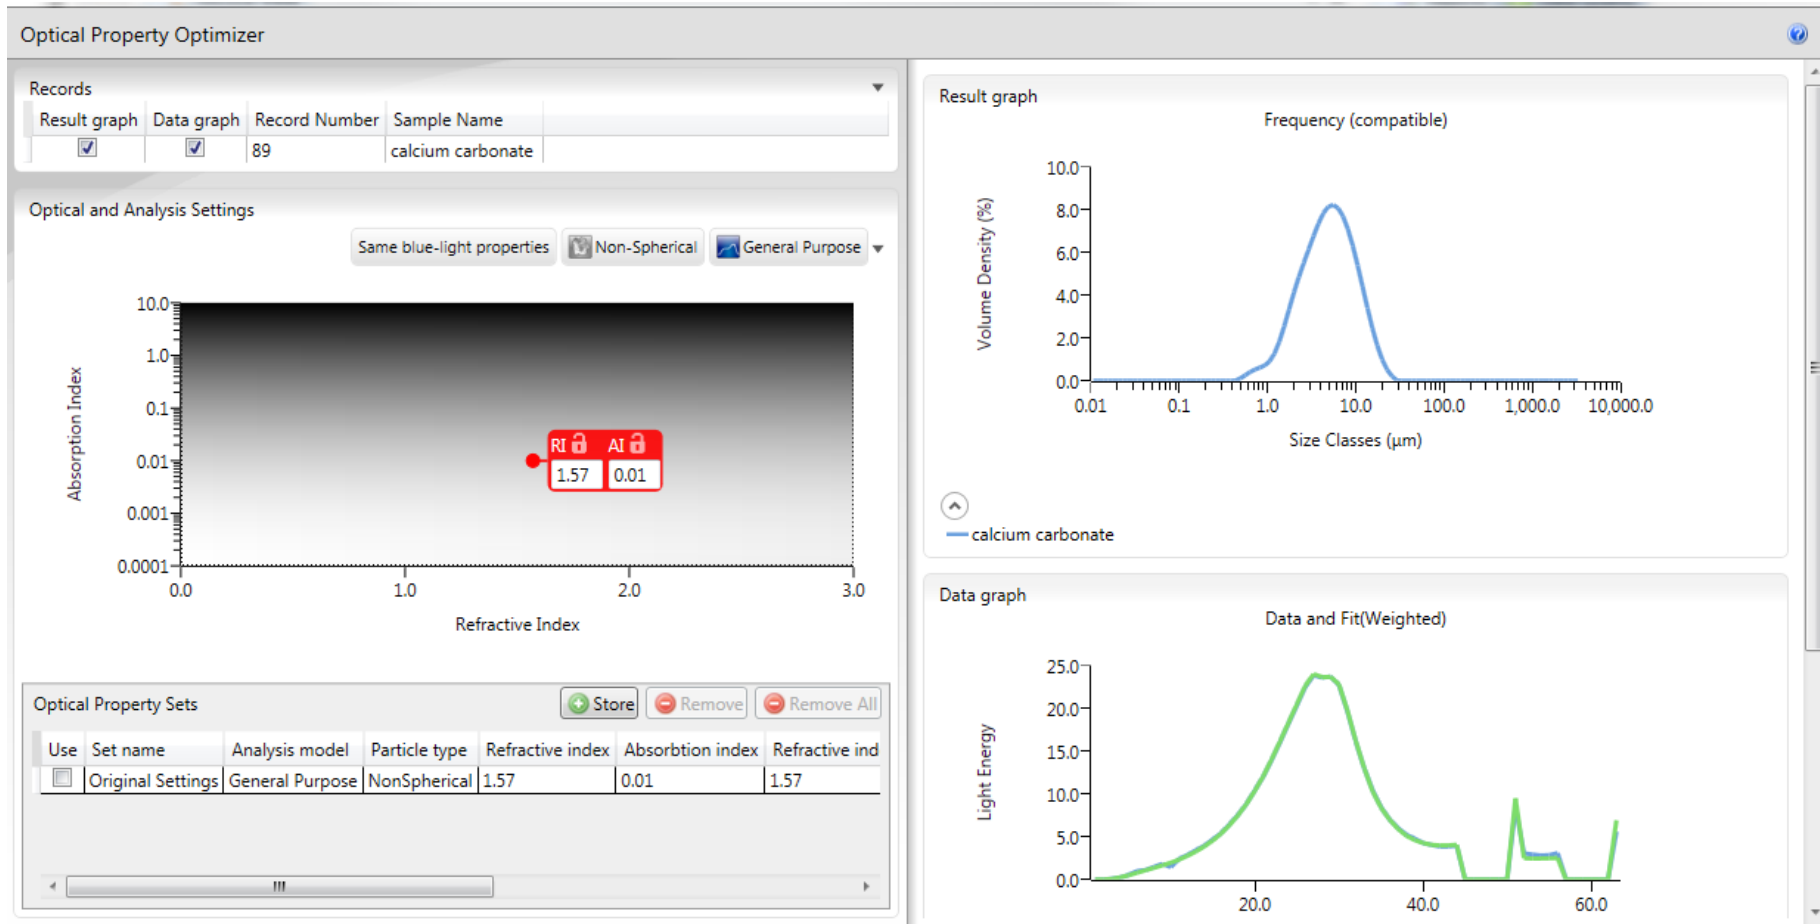 Optical Property Optimizer
Records
Result graph Data graph Record Number Sample Name
89 calcium carbonate
Optical and Analysis Settings
Same blue-light properties Non-Spherical General Purpose
10.0
1.0
0.1
0.01
0.001
0.0001
Absorption Index
RI AI
1.57 0.01
0.0 1.0 2.0 3.0
Refractive Index
Optical Property Sets Store Remove Remove All
Use Set name Analysis model Particle type Refractive index Absorbtion index Refractive ind
Original Settings General Purpose NonSpherical 1.57 0.01 1.57
Result graph
Frequency (compatible)
10.0
8.0
6.0
4.0
2.0
0.0
Volume Density (%)
0.01 0.1 1.0 10.0 100.0 1,000.0 10,000.0
Size Classes (µm)
calcium carbonate
Data graph
Data and Fit(Weighted)
25.0
20.0
15.0
10.0
5.0
0.0
Light Energy
20.0 40.0 60.0